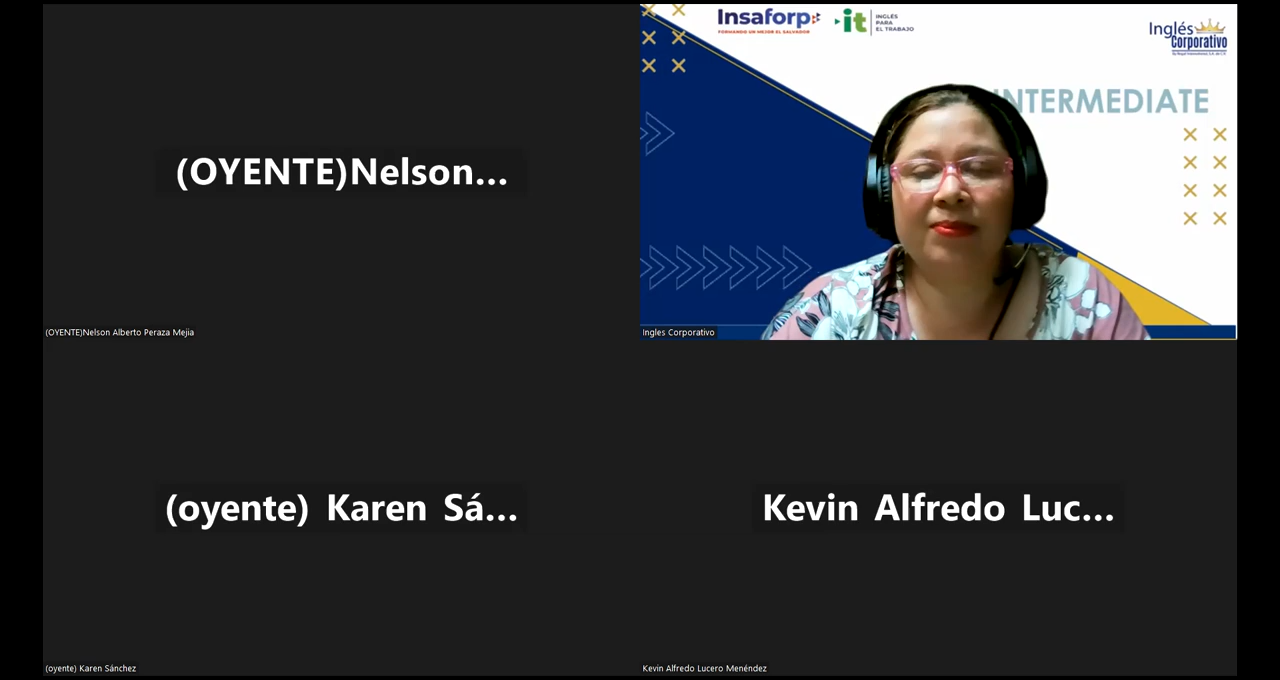 (OYENTE)Nelson...
(OYENTE)Nelson Alberto Peraza Mejia
Insaforp
FORMANDO UN MEJOR EL SALVADOR
it
INGLÉS
PARA
EL TRABAJO
Inglés
Corporativo
INTERMEDIATE
Ingles Corporativo
(oyente) Karen Sá...
(oyente) Karen Sánchez
Kevin Alfredo Luc...
Kevin Alfredo Lucero Menéndez